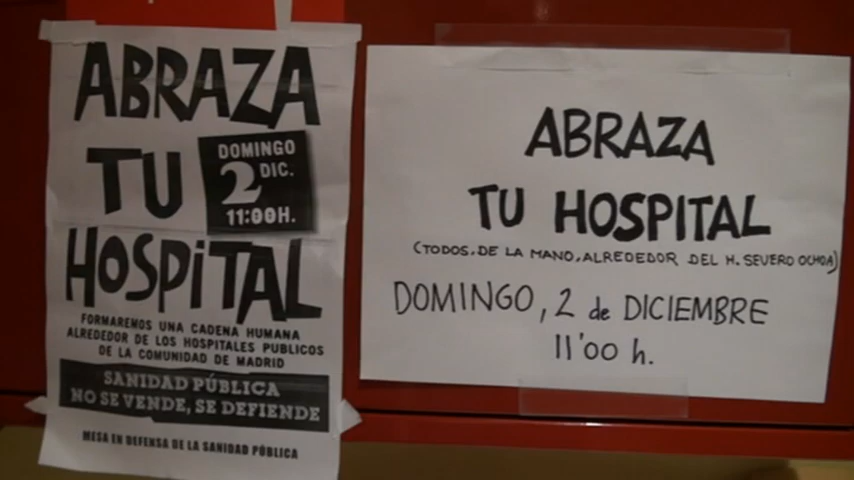 ABRAZA
TU
DOMINGO
2 DIC.
11:00H.
HOSPiTAL
FORMAREMOS UNA CADENA HUMANA
ALREDEDOR DE LOS HOSPITALES PUBLICOS
DE LA COMUNIDAD DE MADRID
SANIDAD PÚBLICA
NO SE VENDE, SE DEFIENDE
MESA EN DEFENSA DE LA SANIDAD PÚBLICA
ABRAZA
TU HOSPITAL
(TODOS, DE LA MANO, ALREDEDOR DEL H. SEVERO OCHOA)
DOMINGO, 2 de DICIEMBRE
11'00 h.